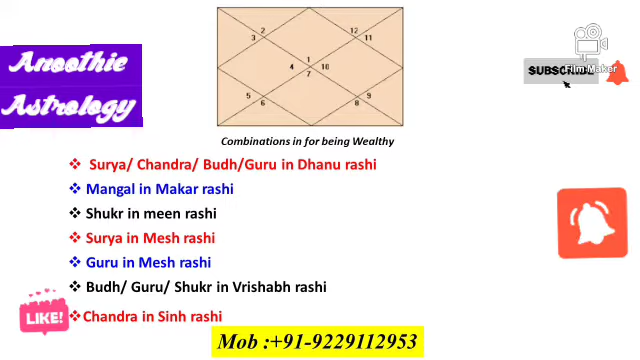 Anoothie
Astrology
2
12
3
11
1
4
10
7
5
9
6
8
SUBSCRIBE
Film Maker
Combinations in for being Wealthy
Surya/ Chandra/ Budh/Guru in Dhanu rashi
Mangal in Makar rashi
Shukr in meen rashi
Surya in Mesh rashi
Guru in Mesh rashi
Budh/ Guru/ Shukr in Vrishabh rashi
LIKE!
Chandra in Sinh rashi
Mob :+91-9229112953